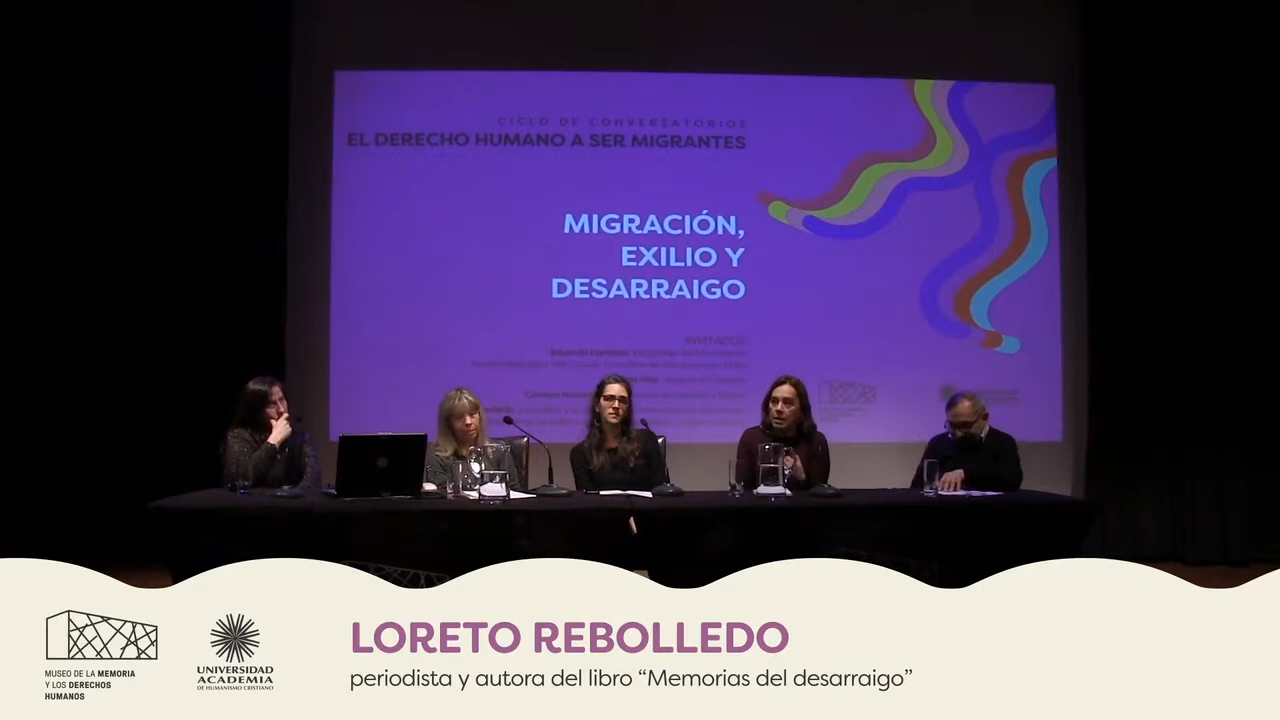 CICLO DE CONVERSATORIOS
EL DERECHO HUMANO A SER MIGRANTES
MIGRACIÓN,
EXILIO Y
DESARRAIGO
INVITADOS
MUSEO DE LA MEMORIA
Y LOS DERECHOS
HUMANOS
UNIVERSIDAD
ACADEMIA
DE HUMANISMO CRISTIANO
LORETO REBOLLEDO
periodista y autora del libro “Memorias del desarraigo”